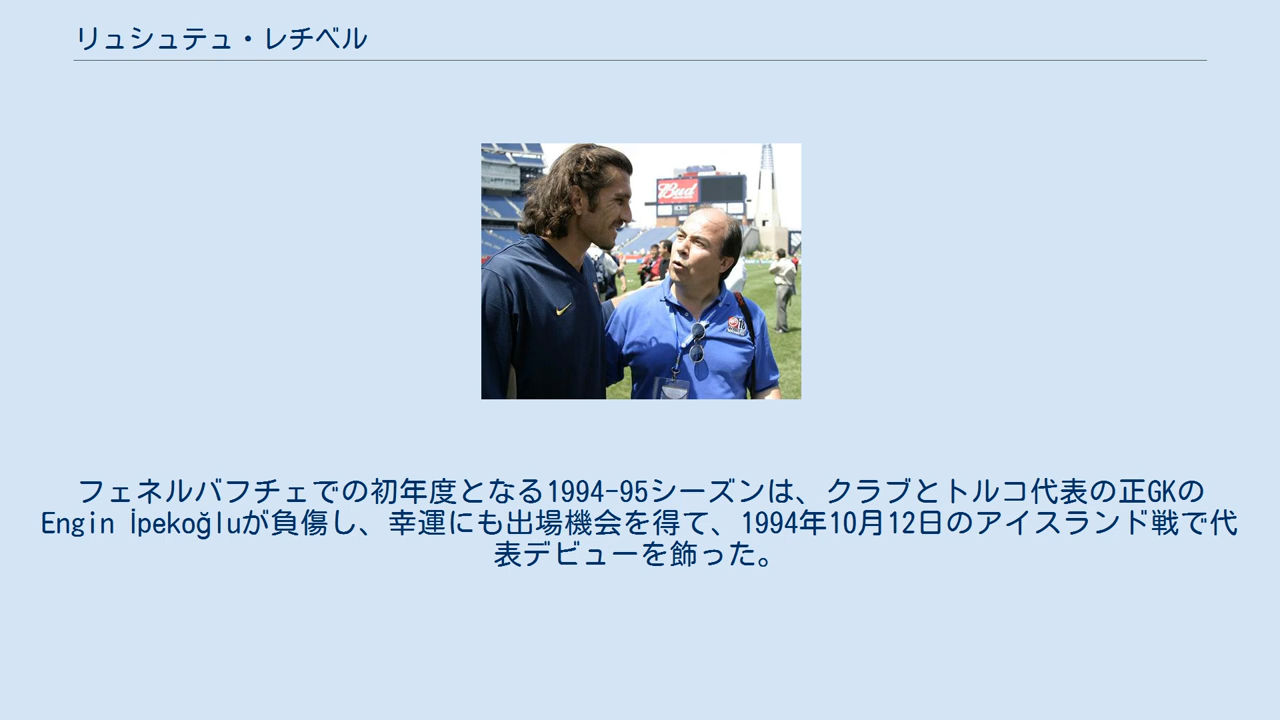 リュシュテュ・レチベル
Bud
フェネルバフチェでの初年度となる1994-95シーズンは、クラブとトルコ代表の正GKの
Engin İpekoğluが負傷し、幸運にも出場機会を得て、1994年10月12日のアイスランド戦で代
表デビューを飾った。